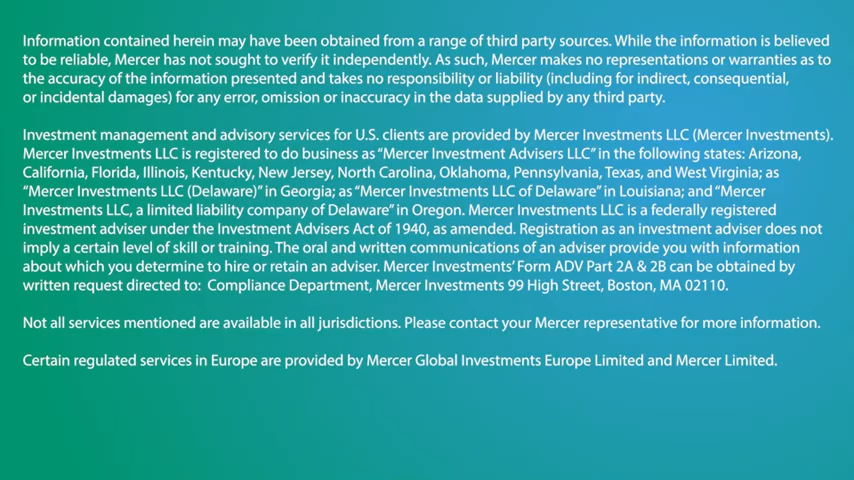 Information contained herein may have been obtained from a range of third party sources. While the information is believed
to be reliable, Mercer has not sought to verify it independently. As such, Mercer makes no representations or warranties as to
the accuracy of the information presented and takes no responsibility or liability (including for indirect, consequential,
or incidental damages) for any error, omission or inaccuracy in the data supplied by any third party.
Investment management and advisory services for U.S. clients are provided by Mercer Investments LLC (Mercer Investments).
Mercer Investments LLC is registered to do business as “Mercer Investment Advisers LLC” in the following states: Arizona,
California, Florida, Illinois, Kentucky, New Jersey, North Carolina, Oklahoma, Pennsylvania, Texas, and West Virginia; as
“Mercer Investments LLC (Delaware)” in Georgia; as “Mercer Investments LLC of Delaware” in Louisiana; and “Mercer
Investments LLC, a limited liability company of Delaware” in Oregon. Mercer Investments LLC is a federally registered
investment adviser under the Investment Advisers Act of 1940, as amended. Registration as an investment adviser does not
imply a certain level of skill or training. The oral and written communications of an adviser provide you with information
about which you determine to hire or retain an adviser. Mercer Investments’ Form ADV Part 2A & 2B can be obtained by
written request directed to: Compliance Department, Mercer Investments 99 High Street, Boston, MA 02110.
Not all services mentioned are available in all jurisdictions. Please contact your Mercer representative for more information.
Certain regulated services in Europe are provided by Mercer Global Investments Europe Limited and Mercer Limited.